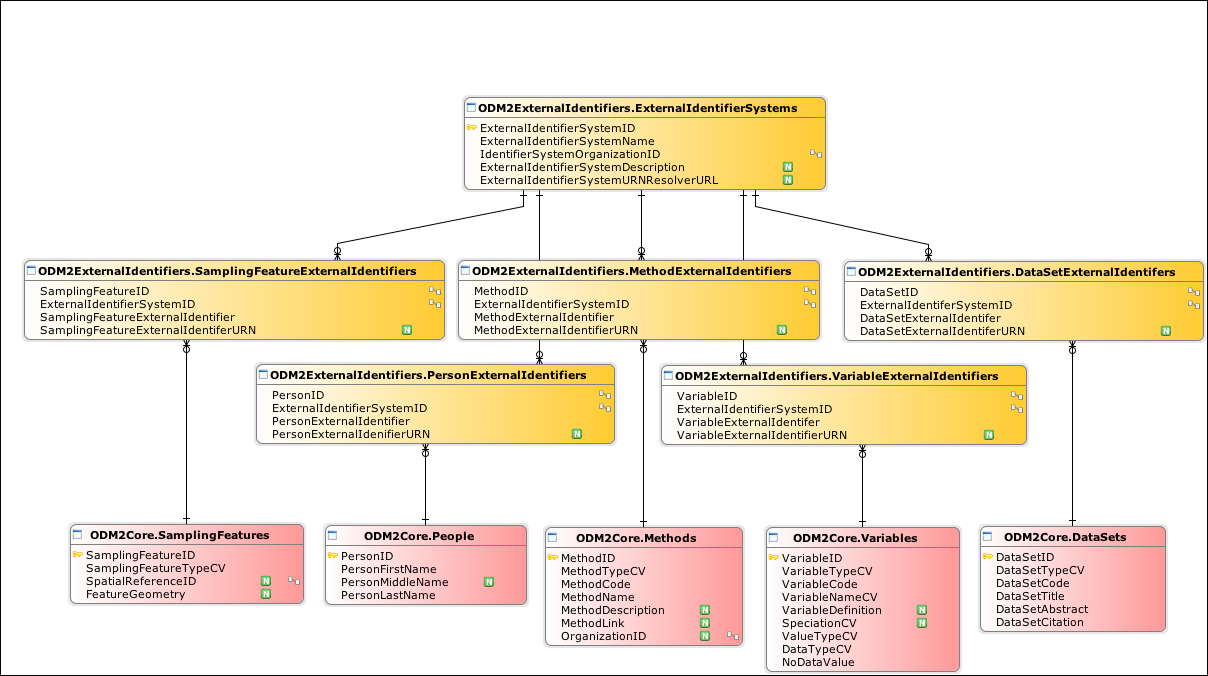 ODM2ExternalIdentifiers.ExternalIdentifierSystems
ExternalIdentifierSystemID
ExternalIdentifierSystemName
IdentifierSystemOrganizationID
ExternalIdentifierSystemDescription N
ExternalIdentifierSystemURNResolverURL N
ODM2ExternalIdentifiers.SamplingFeatureExternalIdentifiers
SamplingFeatureID
ExternalIdentifierSystemID
SamplingFeatureExternalIdentifier
SamplingFeatureExternalIdentiferURN N
ODM2ExternalIdentifiers.MethodExternalIdentifiers
MethodID
ExternalIdentifierSystemID
MethodExternalIdentifier
MethodExternalIdentifierURN N
ODM2ExternalIdentifiers.DataSetExternalIdentifers
DataSetID
ExternalIdentiferSystemID
DataSetExternalIdentifer
DataSetExternalIdentiferURN N
ODM2ExternalIdentifiers.PersonExternalIdentifiers
PersonID
ExternalIdentifierSystemID
PersonExternalIdentifier
PersonExternalIdenifierURN N
ODM2ExternalIdentifiers.VariableExternalIdentifiers
VariableID
ExternalIdentifierSystemID
VariableExternalIdentifer
VariableExternalIdentifierURN N
ODM2Core.SamplingFeatures
SamplingFeatureID
SamplingFeatureTypeCV
SpatialReferenceID N
FeatureGeometry N
ODM2Core.People
PersonID
PersonFirstName
PersonMiddleName N
PersonLastName
ODM2Core.Methods
MethodID
MethodTypeCV
MethodCode
MethodName
MethodDescription N
MethodLink N
OrganizationID N
ODM2Core.Variables
VariableID
VariableTypeCV
VariableCode
VariableNameCV
VariableDefinition N
SpeciationCV N
ValueTypeCV
DataTypeCV
NoDataValue
ODM2Core.DataSets
DataSetID
DataSetTypeCV
DataSetCode
DataSetTitle
DataSetAbstract
DataSetCitation